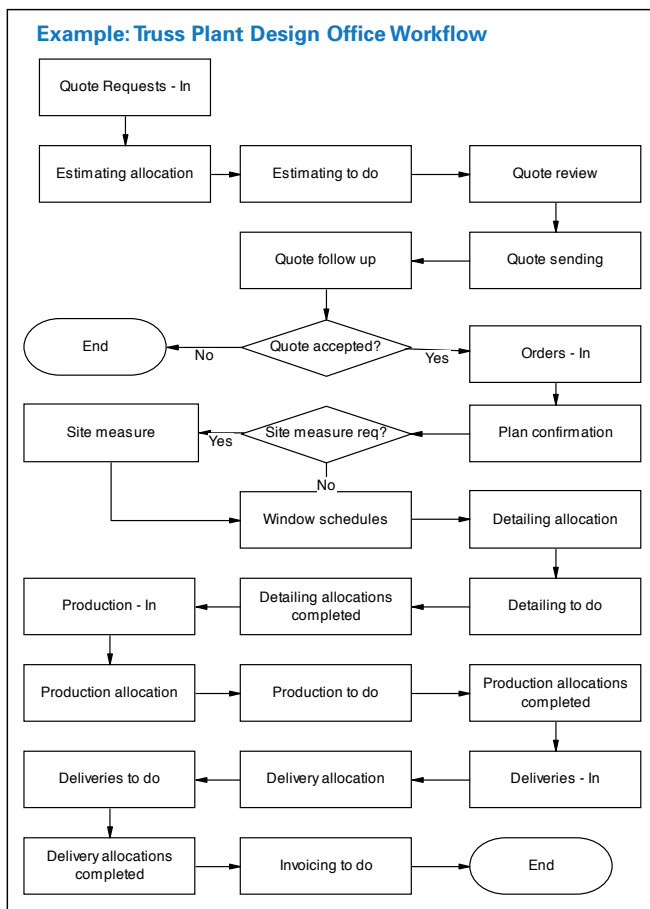 Example: Truss Plant Design Office Workflow
Quote Requests - In
Estimating allocation
Estimating to do
Quote review
Quote follow up
Quote sending
End
Quote accepted?
No
Yes
Orders - In
Site measure
Yes
Site measure req?
Plan confirmation
No
Window schedules
Detailing allocation
Production - In
Detailing allocations
completed
Detailing to do
Production allocation
Production to do
Production allocations
completed
Deliveries to do
Delivery allocation
Deliveries - In
Delivery allocations
completed
Invoicing to do
End